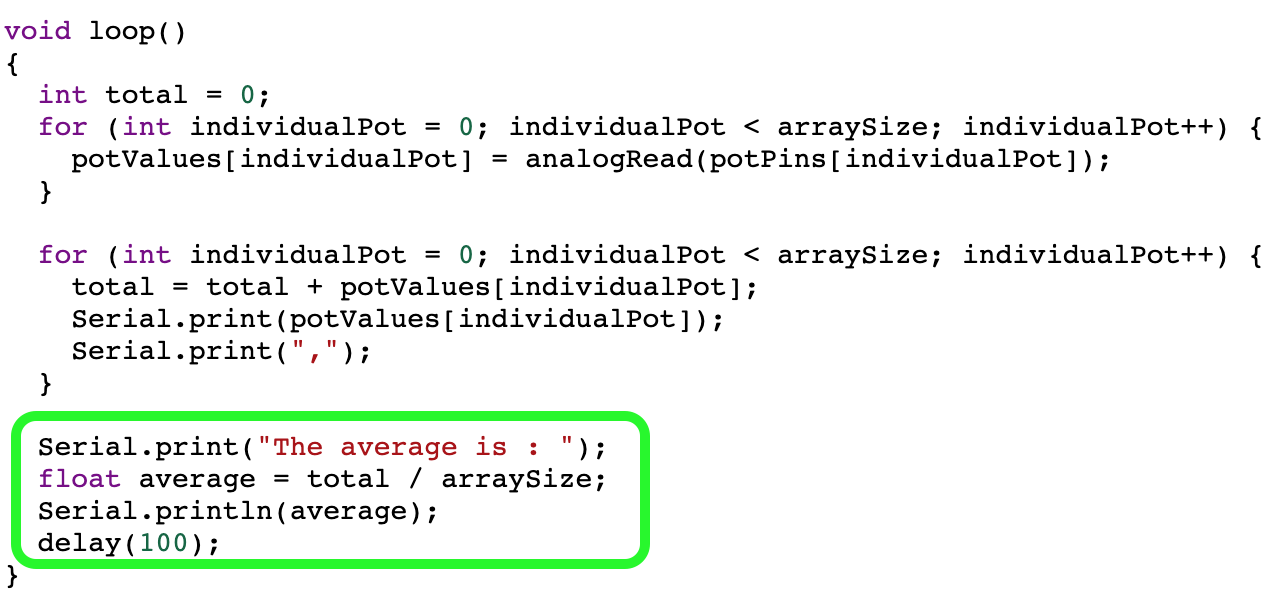 void loop()
{
  int total = 0;
  for (int individualPot = 0; individualPot < arraySize; individualPot++) {
    potValues[individualPot] = analogRead(potPins[individualPot]);
  }

  for (int individualPot = 0; individualPot < arraySize; individualPot++) {
    total = total + potValues[individualPot];
    Serial.print(potValues[individualPot]);
    Serial.print(",");
  }

  Serial.print("The average is : ");
  float average = total / arraySize;
  Serial.println(average);
  delay(100);
}